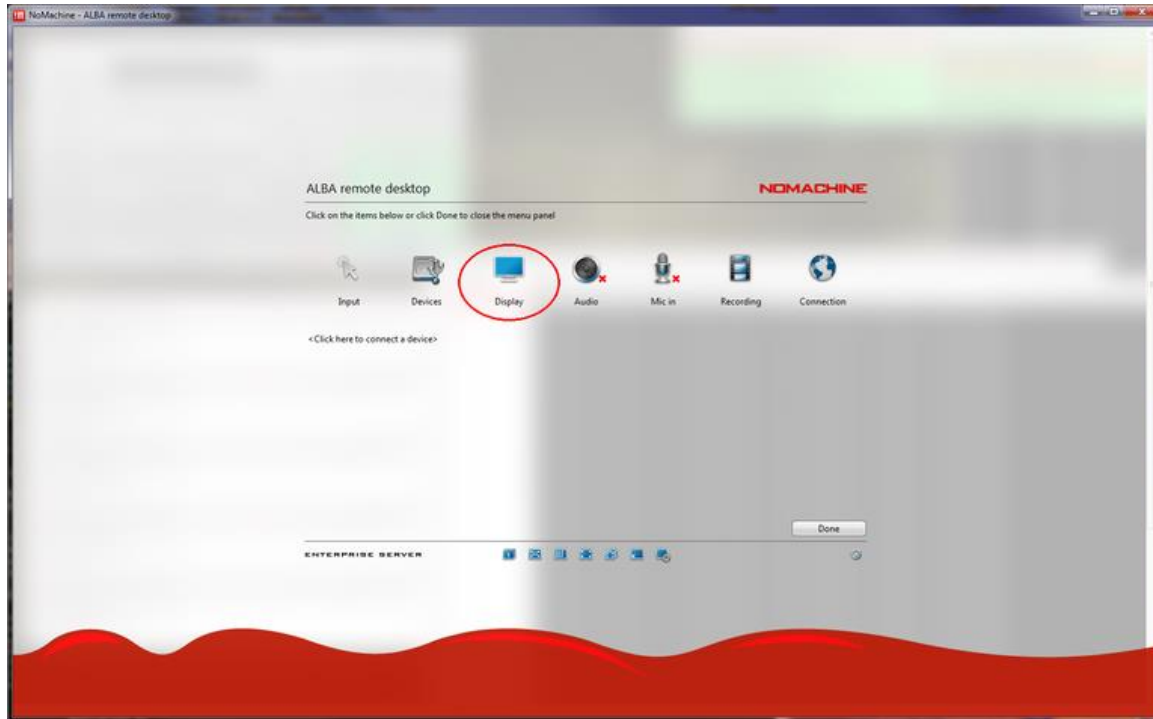 NoMachine - ALBA remote desktop
ALBA remote desktop
NOMACHINE
Click on the items below or click Done to close the menu panel
Input Devices Display Audio Mic in Recording Connection
<Click here to connect a device>
Done
ENTERPRISE SERVER